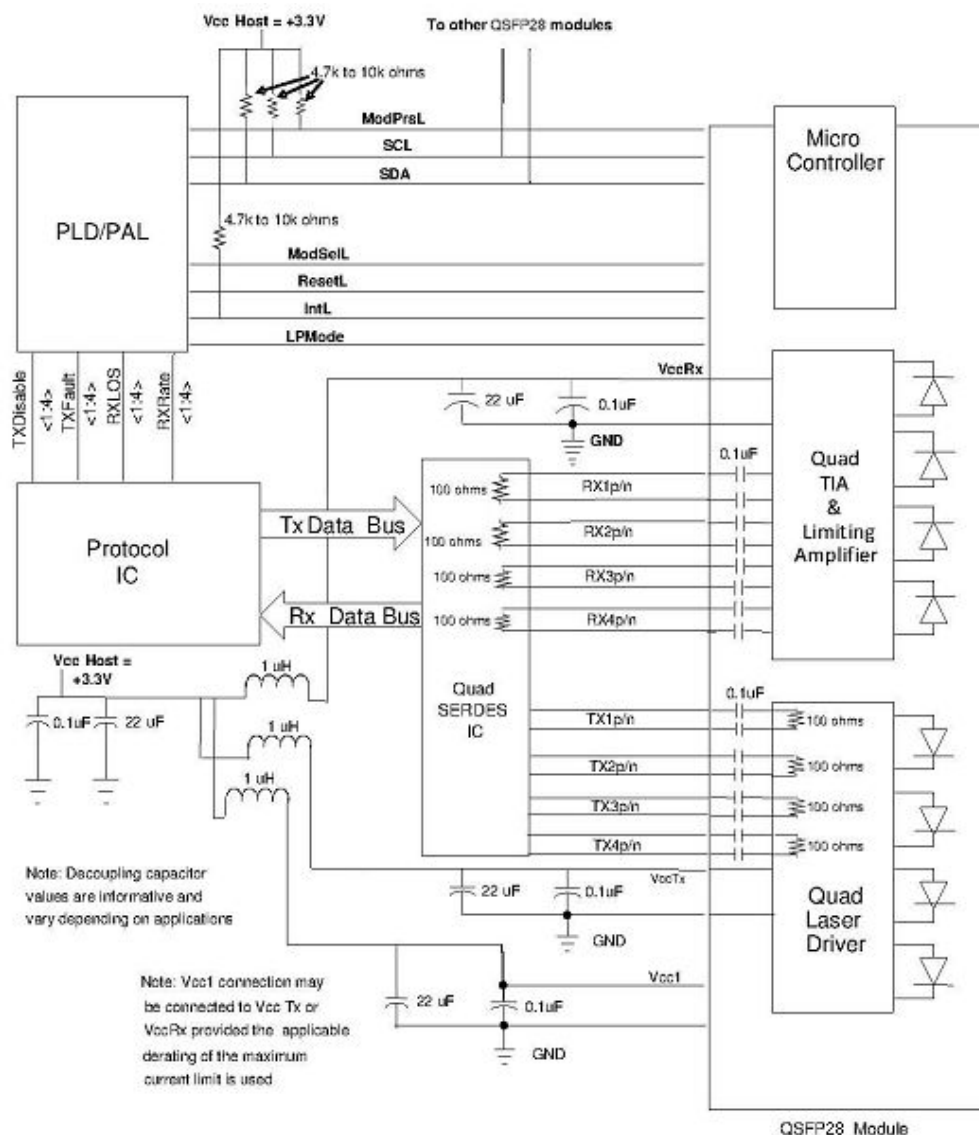 Vcc Host = +3.3V
To other QSFP28 modules
4.7k to 10k ohms
ModPrsL
SCL
SDA
Micro
Controller
PLD/PAL
4.7k to 10k ohms
ModSelL
ResetL
IntL
LPMode
TXDisable
<1:4>
TXFault
<1:4>
RXLOS
<1:4>
RXRate
<1:4>
VccRx
22 uF
0.1uF
GND
0.1uF
Quad
TIA
&
Limiting
Amplifier
100 ohms
RX1p/n
100 ohms
RX2p/n
100 ohms
RX3p/n
100 ohms
RX4p/n
Tx Data Bus
Protocol
IC
Rx Data Bus
Vcc Host =
+3.3V
0.1uF
22 uF
1 uH
1 uH
1 uH
Quad
SERDES
IC
0.1uF
TX1p/n
100 ohms
TX2p/n
100 ohms
TX3p/n
100 ohms
TX4p/n
100 ohms
VccTx
22 uF
0.1uF
GND
Quad
Laser
Driver
Note: Decoupling capacitor
values are informative and
vary depending on applications
Vcc1
22 uF
0.1uF
GND
Note: Vcc1 connection may
be connected to Vcc Tx or
VccRx provided the applicable
derating of the maximum
current limit is used
QSFP28 Module